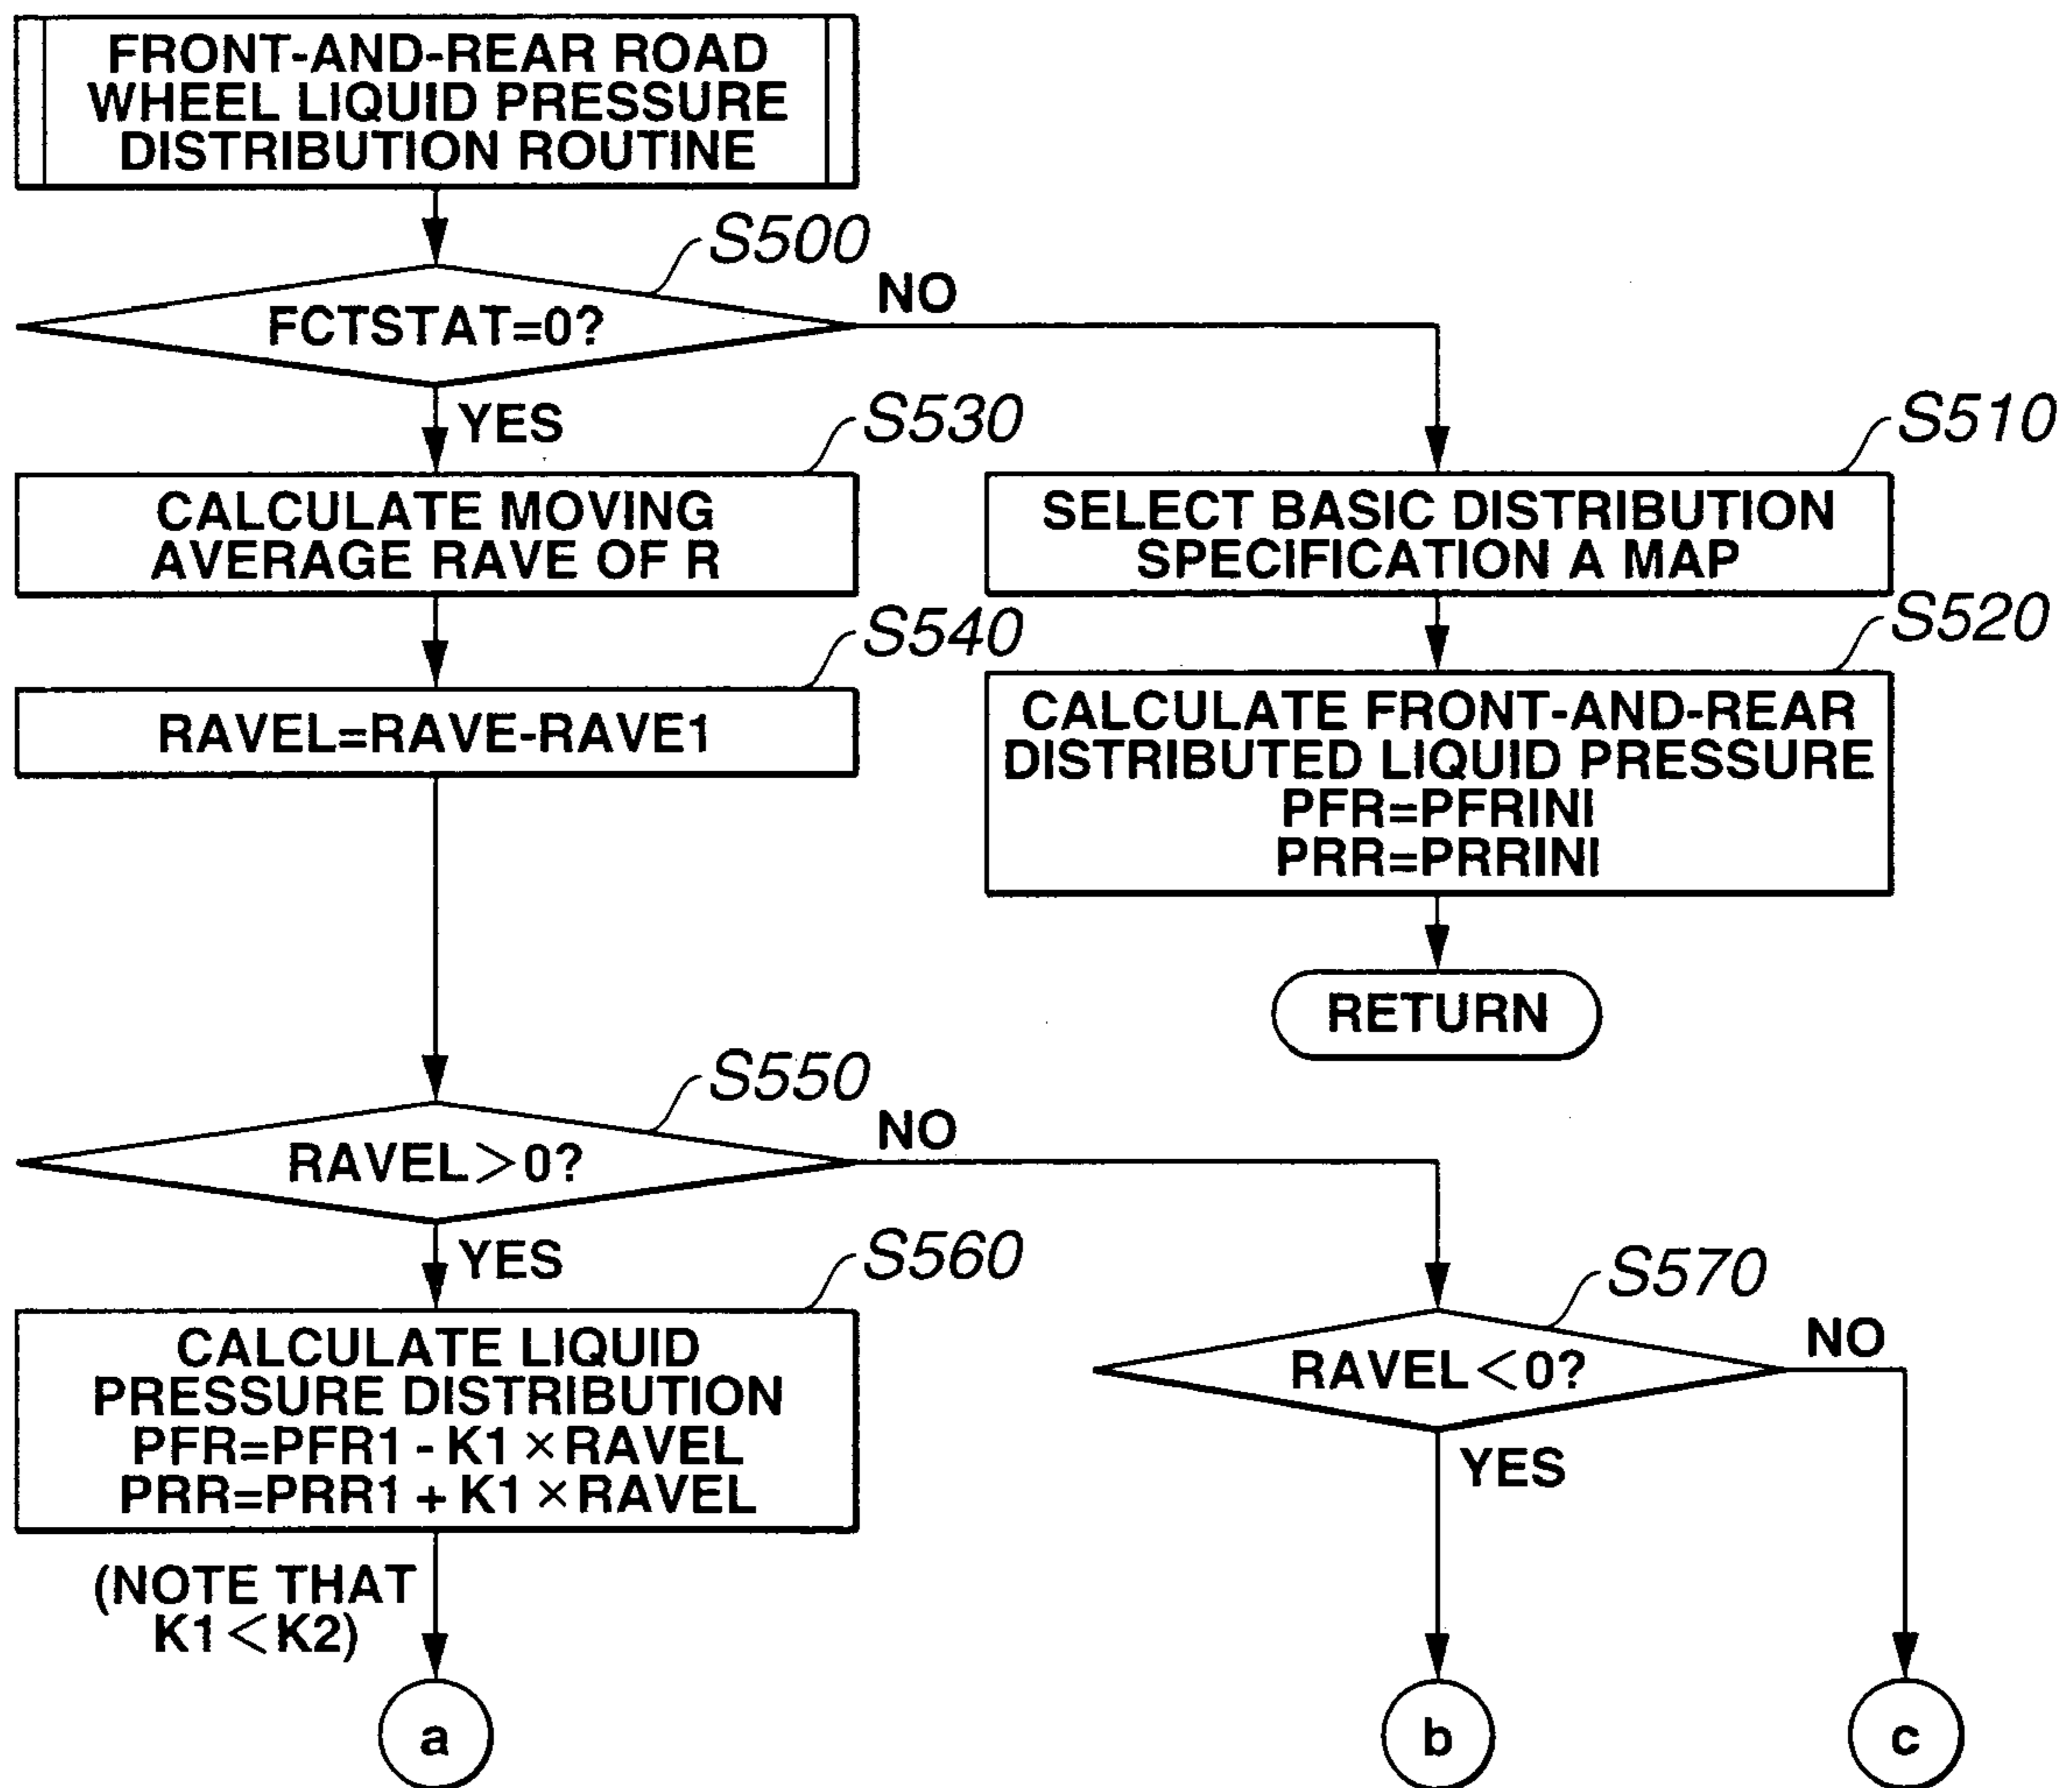 FRONT-AND-REAR ROAD
WHEEL LIQUID PRESSURE
DISTRIBUTION ROUTINE
S500
FCTSTAT=0?
NO
YES
S530
CALCULATE MOVING
AVERAGE RAVE OF R
S510
SELECT BASIC DISTRIBUTION
SPECIFICATION A MAP
S540
RAVEL=RAVE-RAVE1
S520
CALCULATE FRONT-AND-REAR
DISTRIBUTED LIQUID PRESSURE
PFR=PFRINI
PRR=PRRINI
RETURN
S550
RAVEL>0?
NO
YES
S560
CALCULATE LIQUID
PRESSURE DISTRIBUTION
PFR=PFR1 - K1 × RAVEL
PRR=PRR1 + K1 × RAVEL
S570
RAVEL<0?
NO
YES
(NOTE THAT
K1<K2)
a
b
c